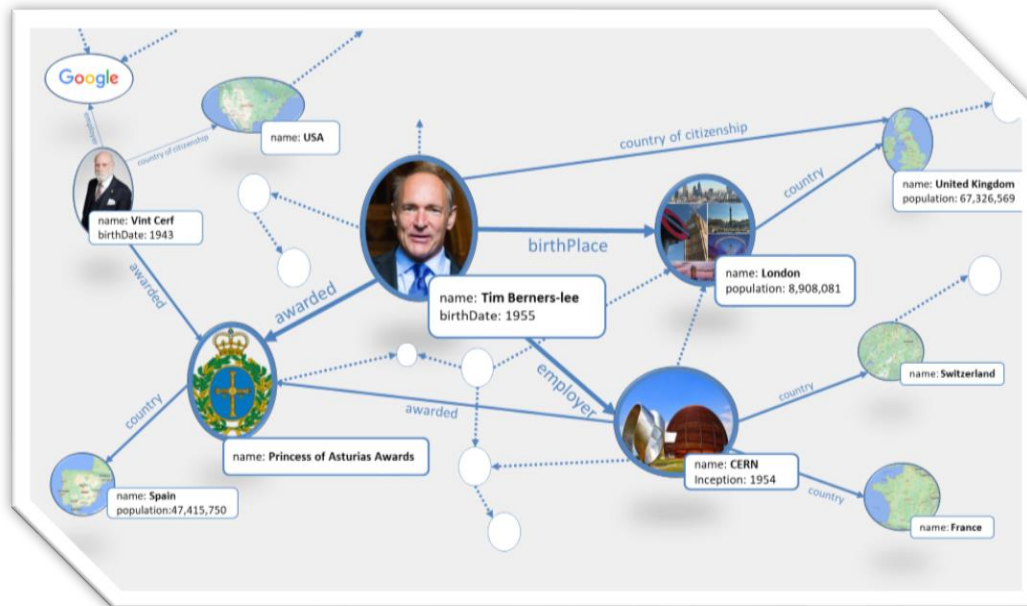 Google
employer
country of citizenship
name: USA
name: Vint Cerf
birthDate: 1943
country of citizenship
country
name: United Kingdom
population: 67,326,569
birthPlace
name: London
population: 8,908,081
awarded
awarded
name: Tim Berners-lee
birthDate: 1955
employer
country
name: Switzerland
country
awarded
name: Princess of Asturias Awards
name: CERN
Inception: 1954
country
name: Spain
population:47,415,750
name: France